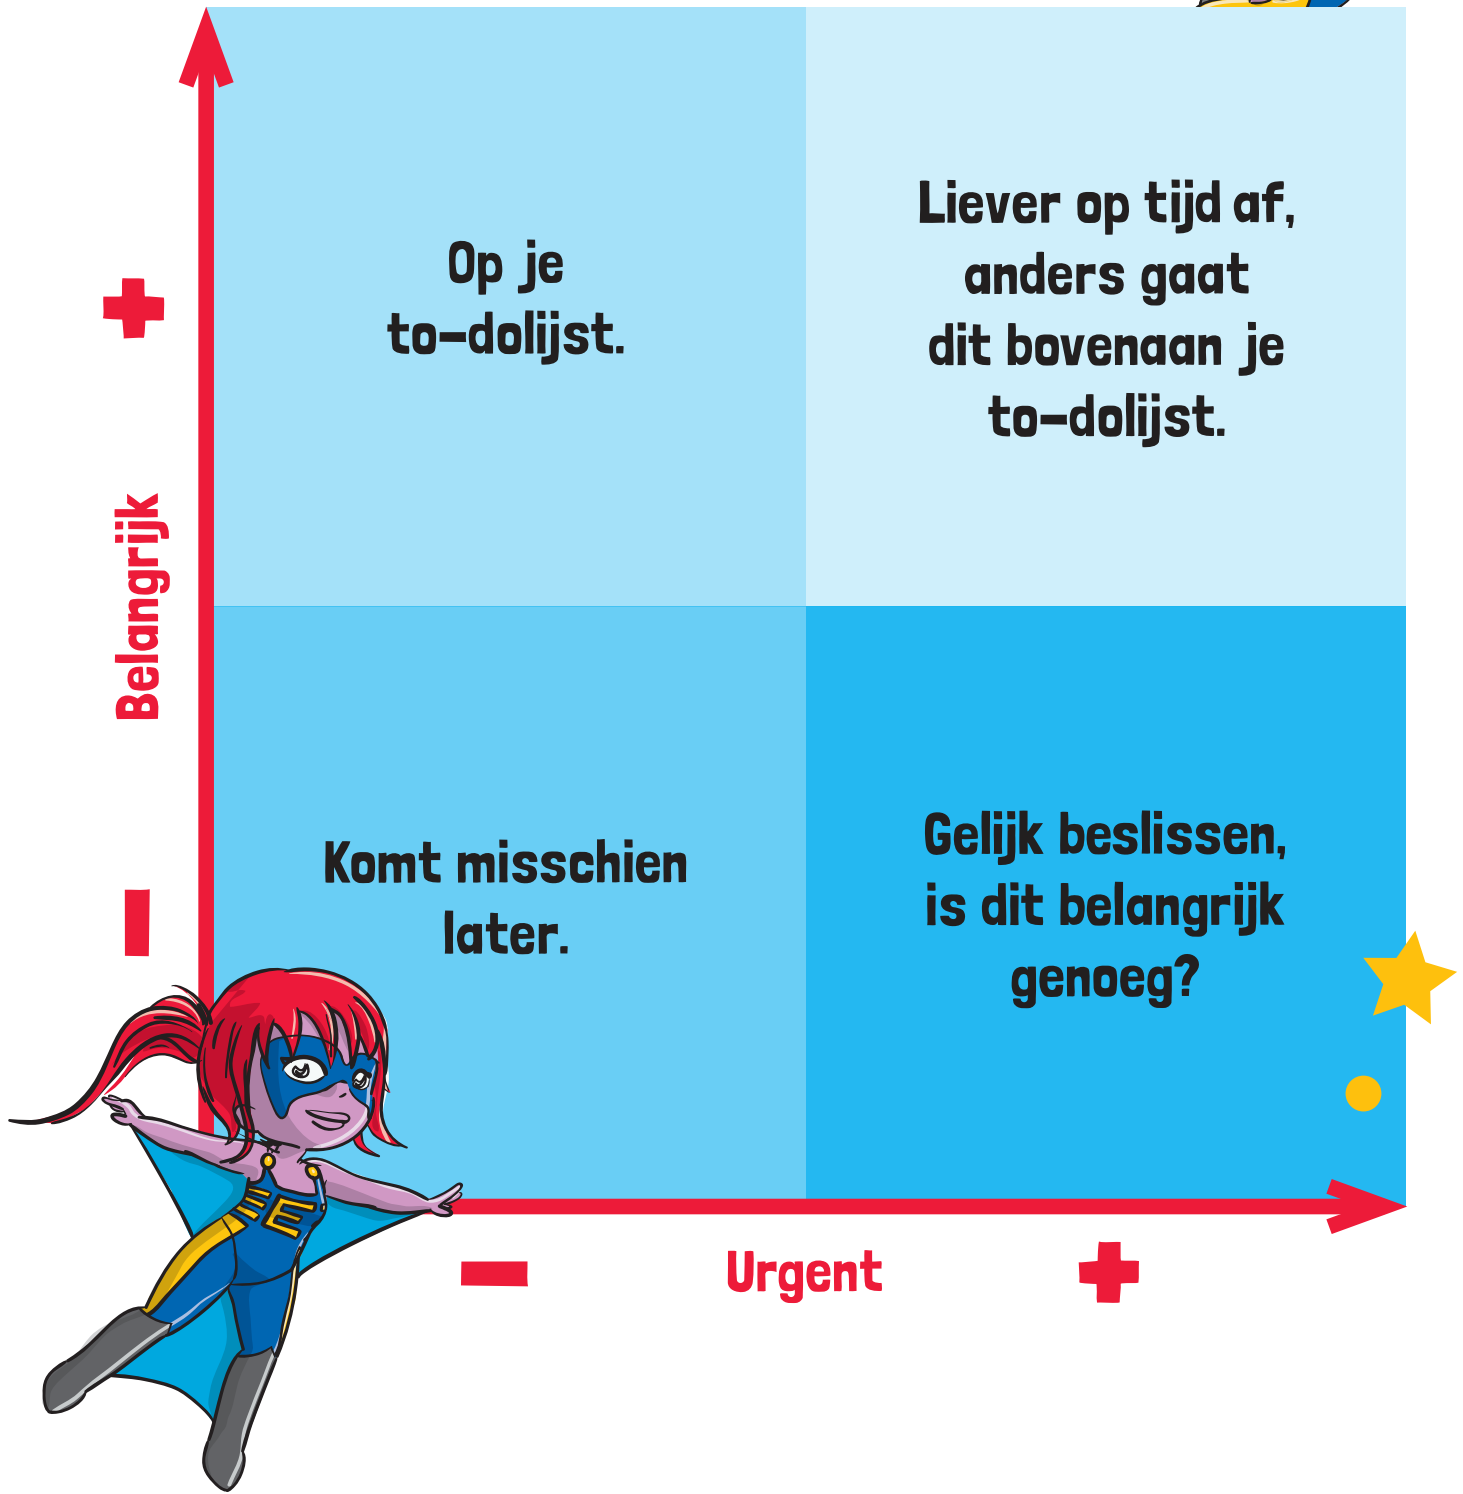 Op je
to-dolijst.
Liever op tijd af,
anders gaat
dit bovenaan je
to-dolijst.
+
Belangrijk
-
Komt misschien
later.
Gelijk beslissen,
is dit belangrijk
genoeg?
E
- Urgent +